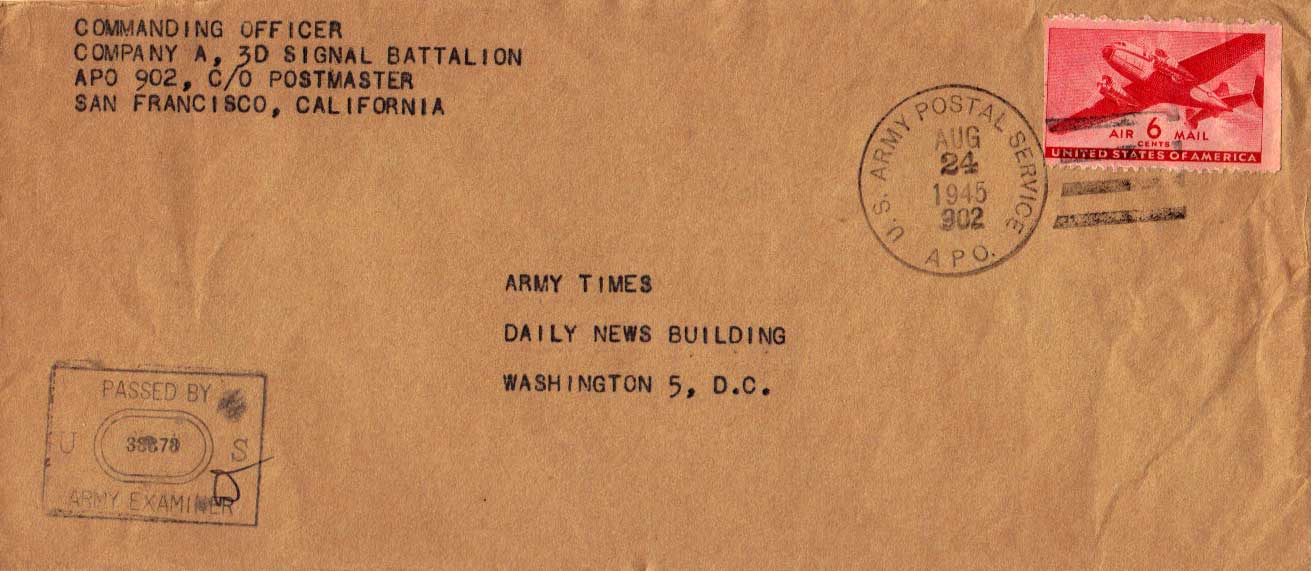 COMMANDING OFFICER
COMPANY A, 3D SIGNAL BATTALION
APO 902, C/O POSTMASTER
SAN FRANCISCO, CALIFORNIA
AIR 6 MAIL
CENTS
UNITED STATES OF AMERICA
U.S. ARMY POSTAL SERVICE
AUG
24
1945
902
APO.
ARMY TIMES
DAILY NEWS BUILDING
WASHINGTON 5, D.C.
PASSED BY
U S
ARMY EXAMINER